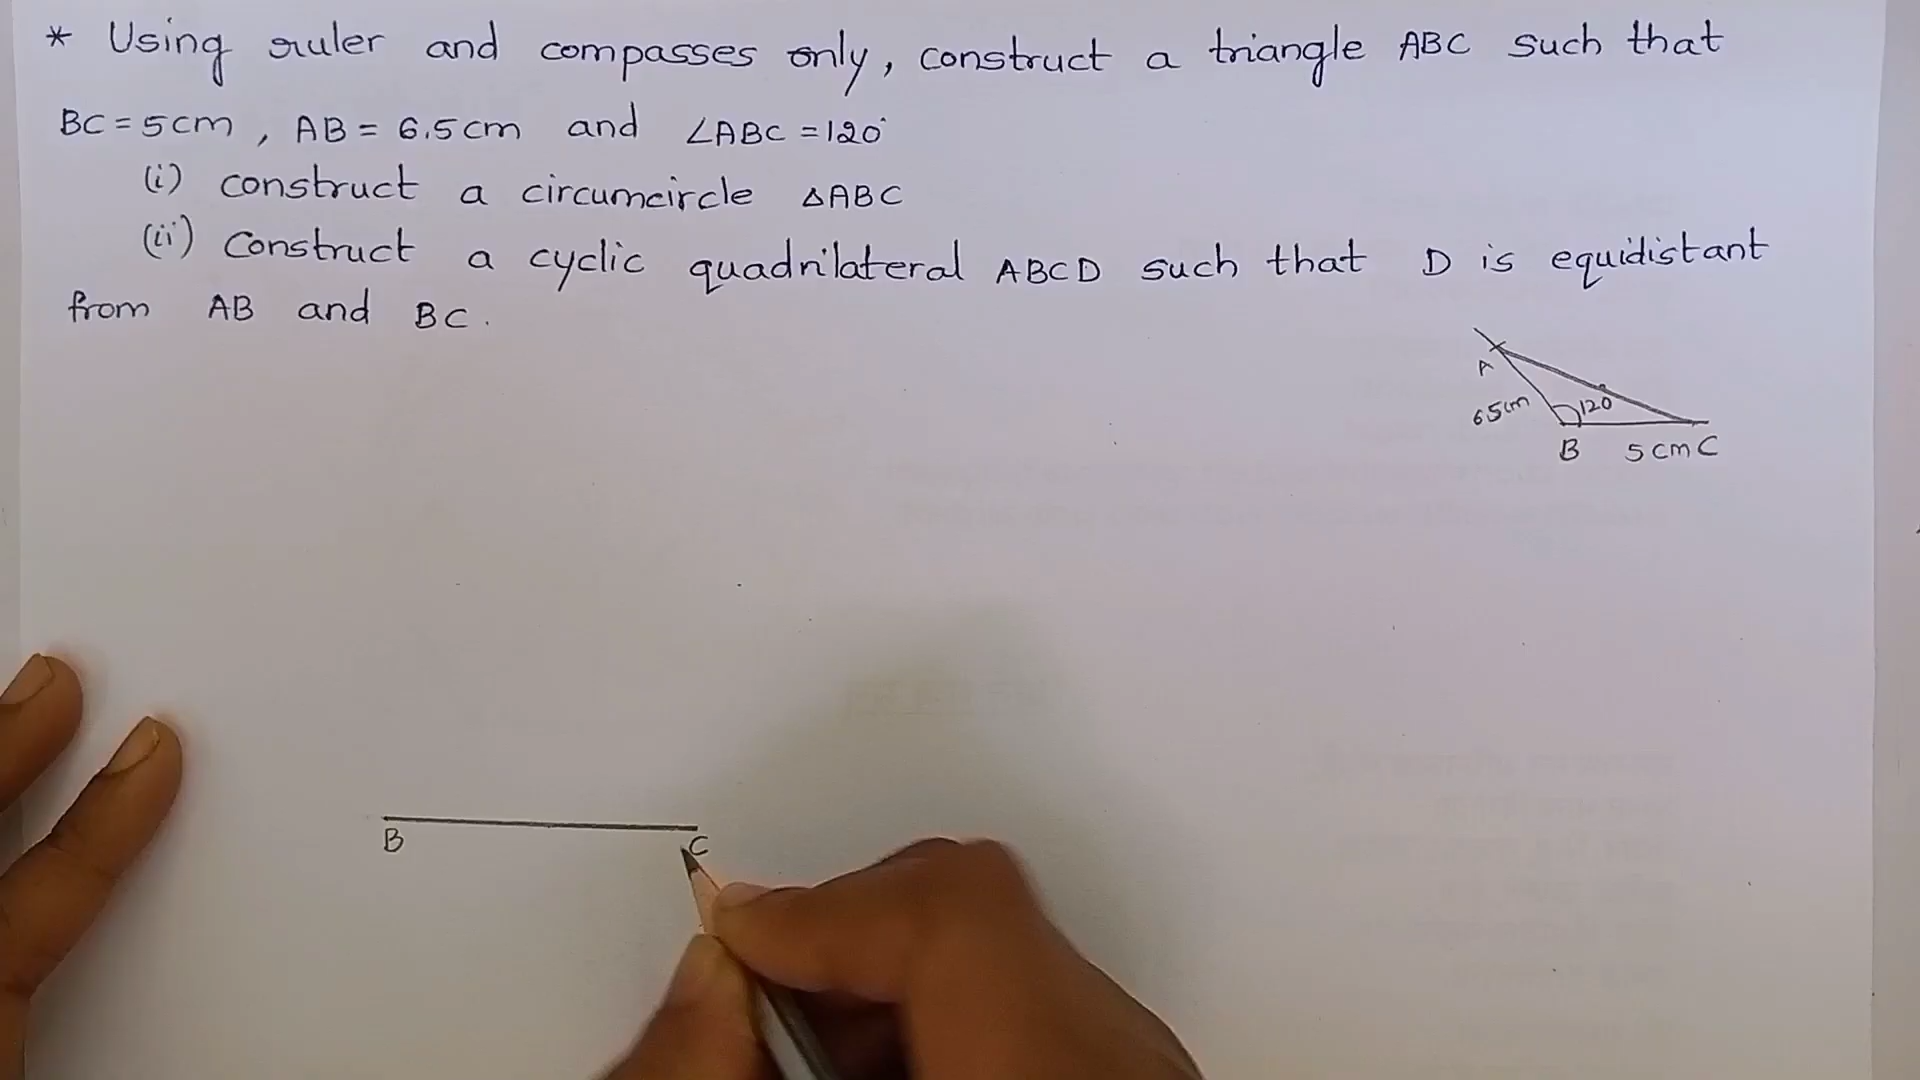 * Using ruler and compasses only, construct a triangle ABC such that
BC = 5cm, AB = 6.5cm and ∠ABC = 120°
(i) construct a circumcircle △ABC
(ii) Construct a cyclic quadrilateral ABCD such that D is equidistant
from AB and BC.
A
6.5cm 120
B 5cm C
B C